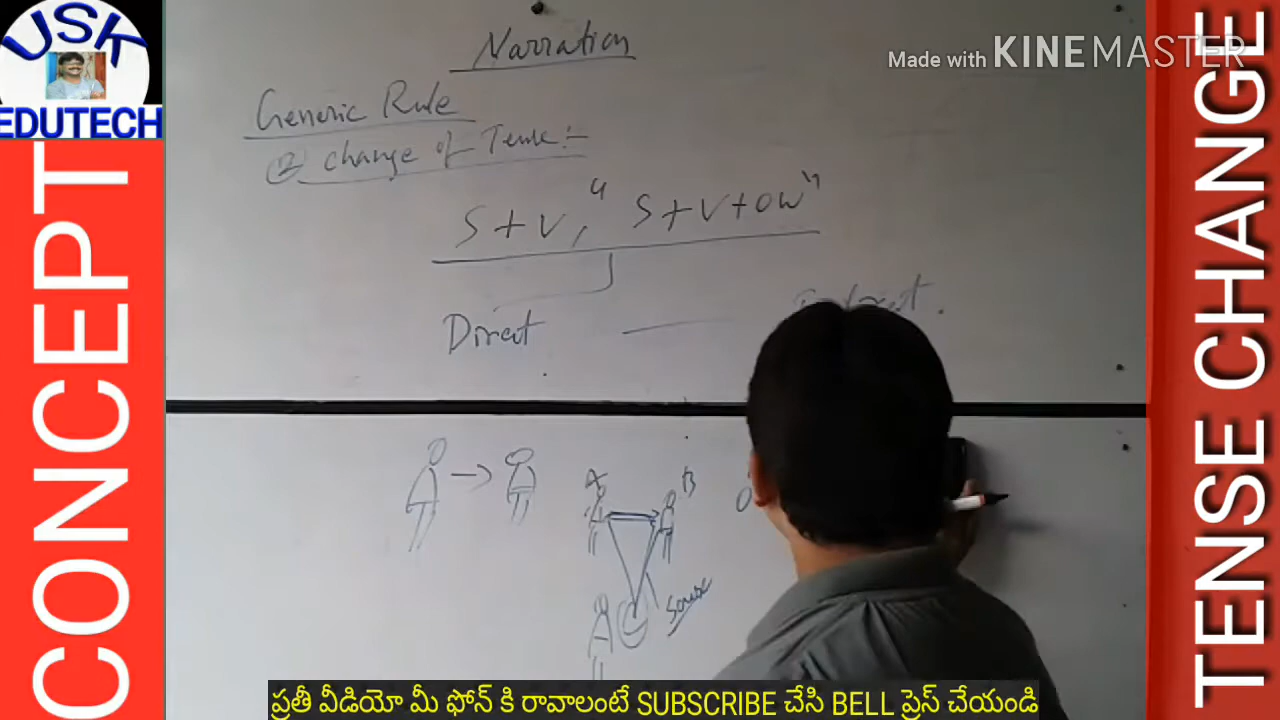 USK
EDUTECH
CONCEPT
Made with KINEMASTER
TENSE CHANGE
Narration
Generic Rule
② change of Tense:-
S+V, "S+V+OW"
Direct
A
B
ప్రతీ వీడియో మీ ఫోన్ కి రావాలంటే SUBSCRIBE చేసి BELL ప్రెస్ చేయండి